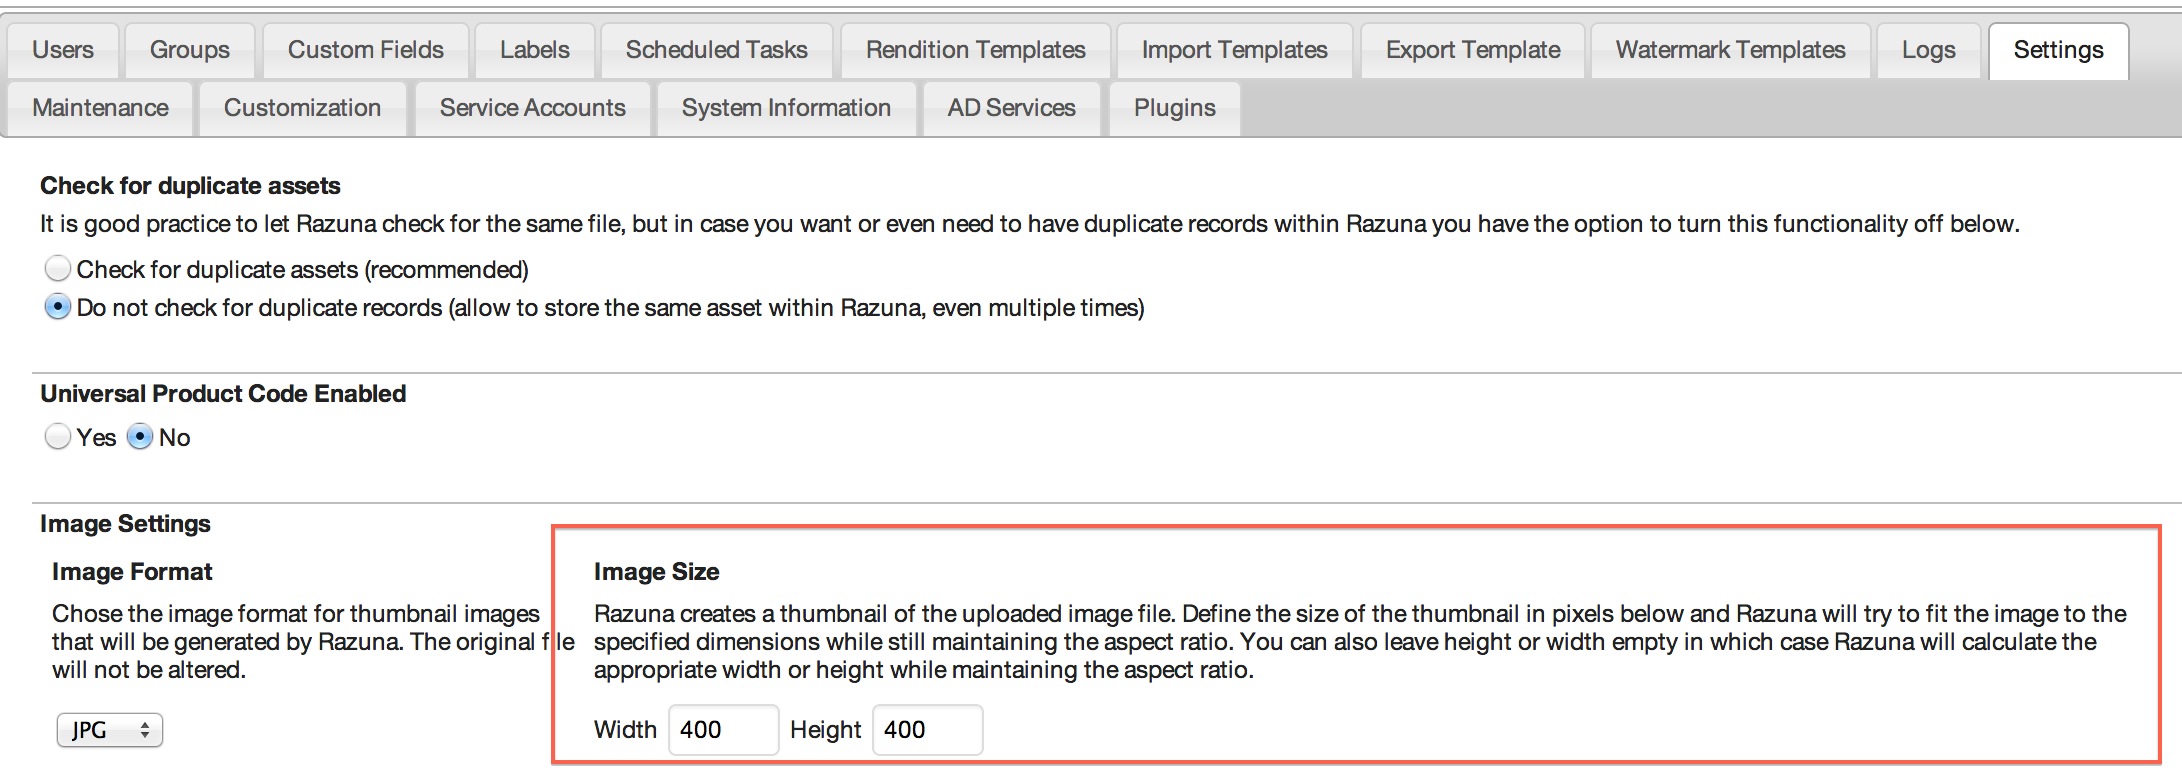 Users Groups Custom Fields Labels Scheduled Tasks Rendition Templates Import Templates Export Template Watermark Templates Logs Settings
Maintenance Customization Service Accounts System Information AD Services Plugins
Check for duplicate assets
It is good practice to let Razuna check for the same file, but in case you want or even need to have duplicate records within Razuna you have the option to turn this functionality off below.
Check for duplicate assets (recommended)
Do not check for duplicate records (allow to store the same asset within Razuna, even multiple times)
Universal Product Code Enabled
Yes No
Image Settings
Image Format
Chose the image format for thumbnail images
that will be generated by Razuna. The original file
will not be altered.
JPG
Image Size
Razuna creates a thumbnail of the uploaded image file. Define the size of the thumbnail in pixels below and Razuna will try to fit the image to the
specified dimensions while still maintaining the aspect ratio. You can also leave height or width empty in which case Razuna will calculate the
appropriate width or height while maintaining the aspect ratio.
Width 400 Height 400